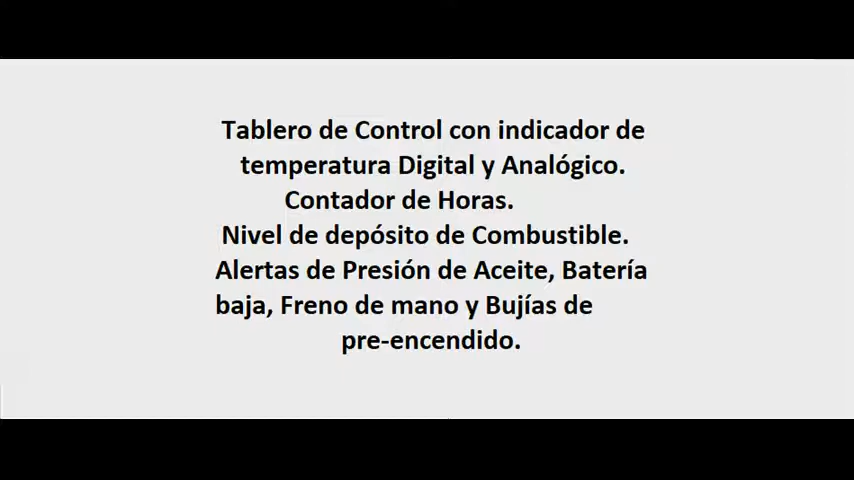 Tablero de Control con indicador de
temperatura Digital y Analógico.
Contador de Horas.
Nivel de depósito de Combustible.
Alertas de Presión de Aceite, Batería
baja, Freno de mano y Bujías de
pre-encendido.